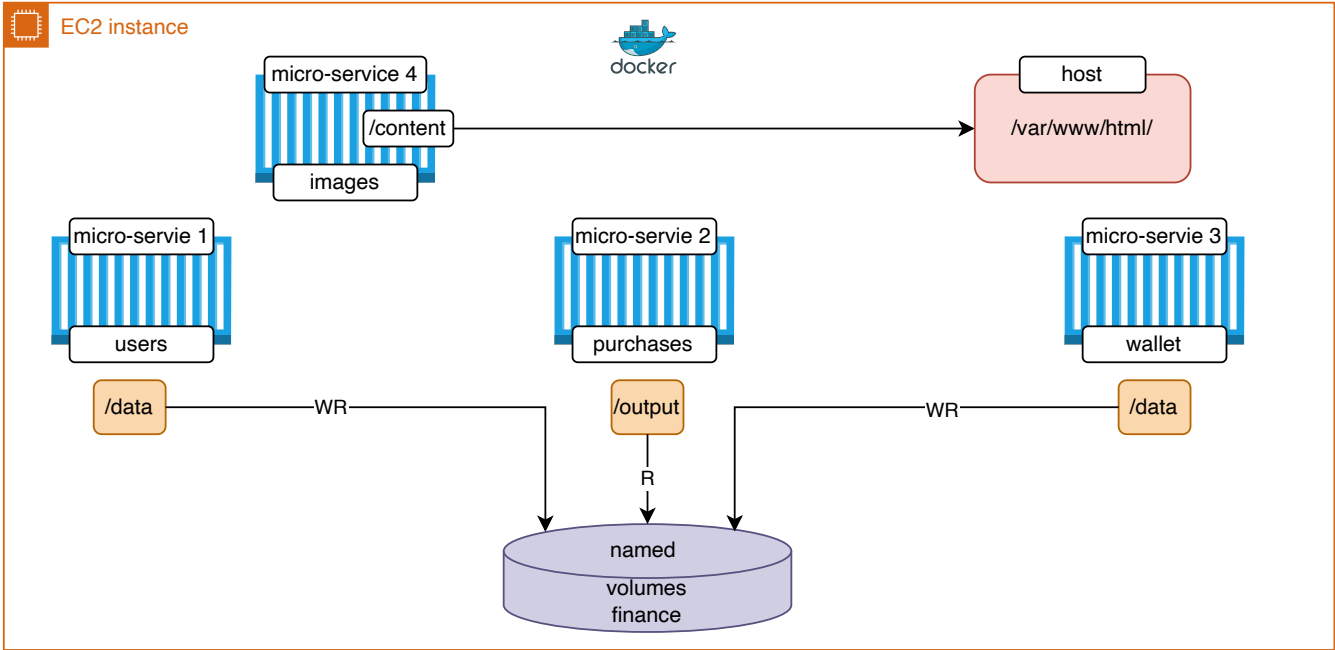 EC2 instance
docker
micro-service 4
host
/content
/var/www/html/
images
micro-servie 1
micro-servie 2
micro-servie 3
users
purchases
wallet
/data
WR
/output
WR
/data
R
named
volumes
finance